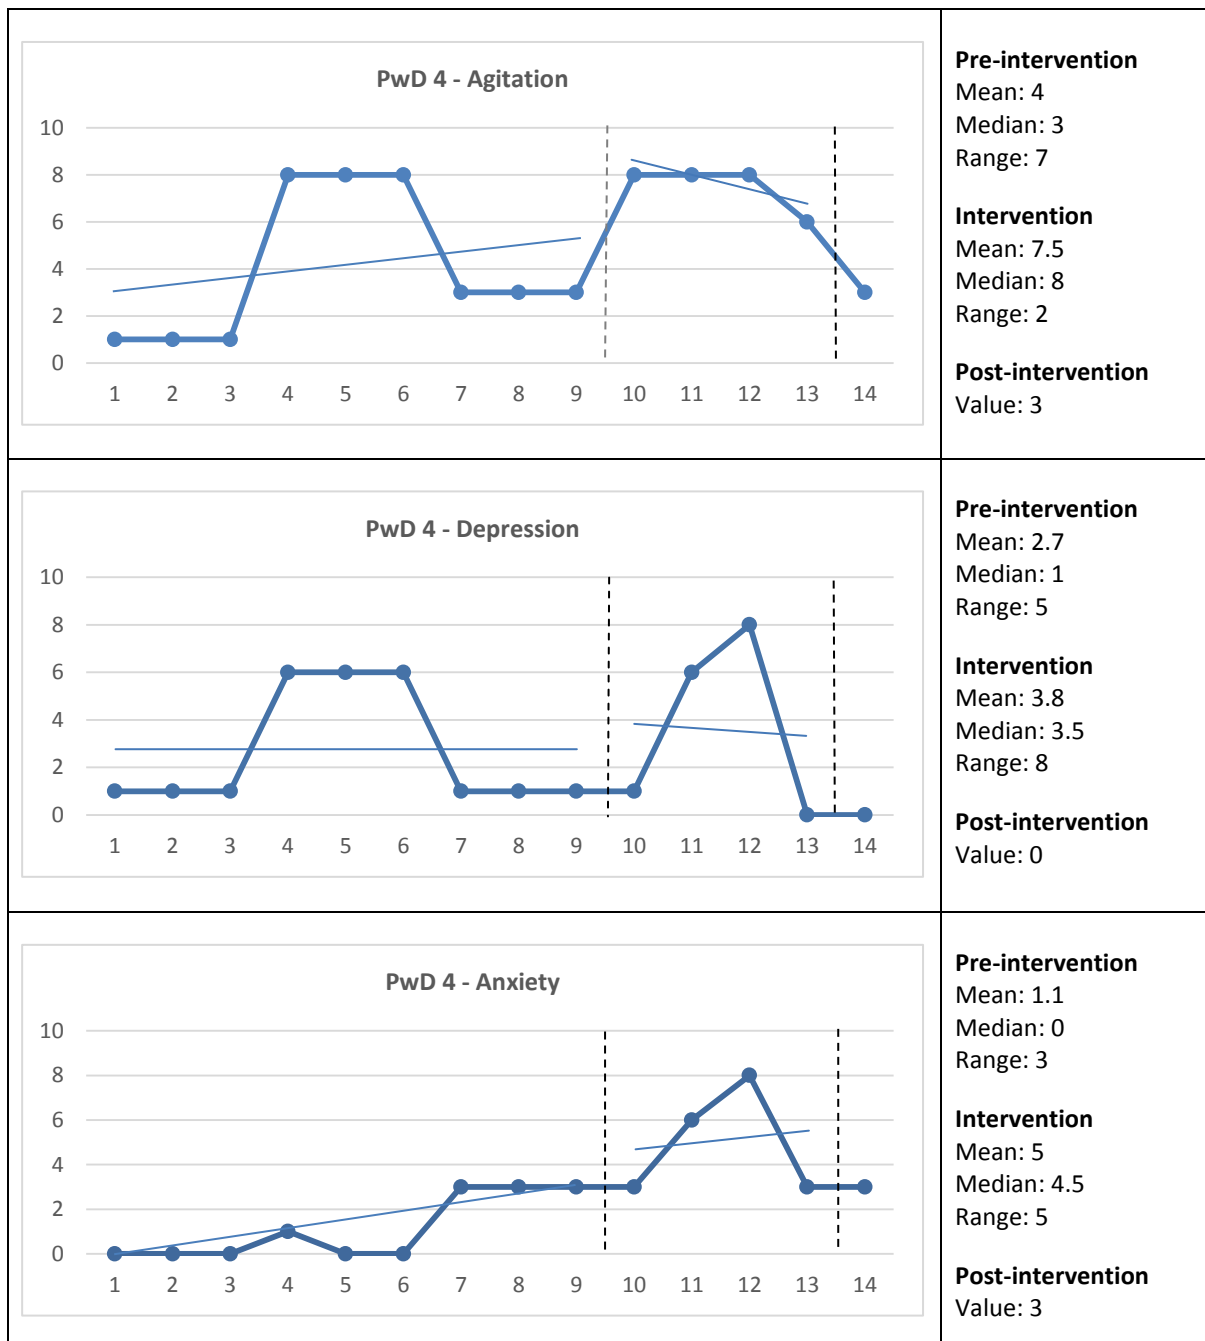 PwD 4 - Agitation
10
8
6
4
2
0
1 2 3 4 5 6 7 8 9 10 11 12 13 14
Pre-intervention
Mean: 4
Median: 3
Range: 7
Intervention
Mean: 7.5
Median: 8
Range: 2
Post-intervention
Value: 3
PwD 4 - Depression
10
8
6
4
2
0
1 2 3 4 5 6 7 8 9 10 11 12 13 14
Pre-intervention
Mean: 2.7
Median: 1
Range: 5
Intervention
Mean: 3.8
Median: 3.5
Range: 8
Post-intervention
Value: 0
PwD 4 - Anxiety
10
8
6
4
2
0
1 2 3 4 5 6 7 8 9 10 11 12 13 14
Pre-intervention
Mean: 1.1
Median: 0
Range: 3
Intervention
Mean: 5
Median: 4.5
Range: 5
Post-intervention
Value: 3